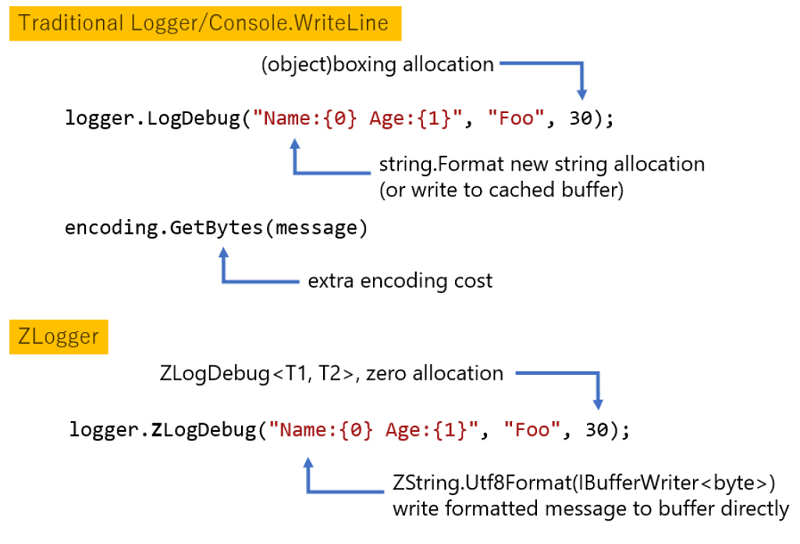 Traditional Logger/Console.WriteLine
(object)boxing allocation
logger.LogDebug("Name:{0} Age:{1}", "Foo", 30);
string.Format new string allocation
(or write to cached buffer)
encoding.GetBytes(message)
extra encoding cost
ZLogger
ZLogDebug<T1, T2>, zero allocation
logger.ZLogDebug("Name:{0} Age:{1}", "Foo", 30);
ZString.Utf8Format(IBufferWriter<byte>)
write formatted message to buffer directly